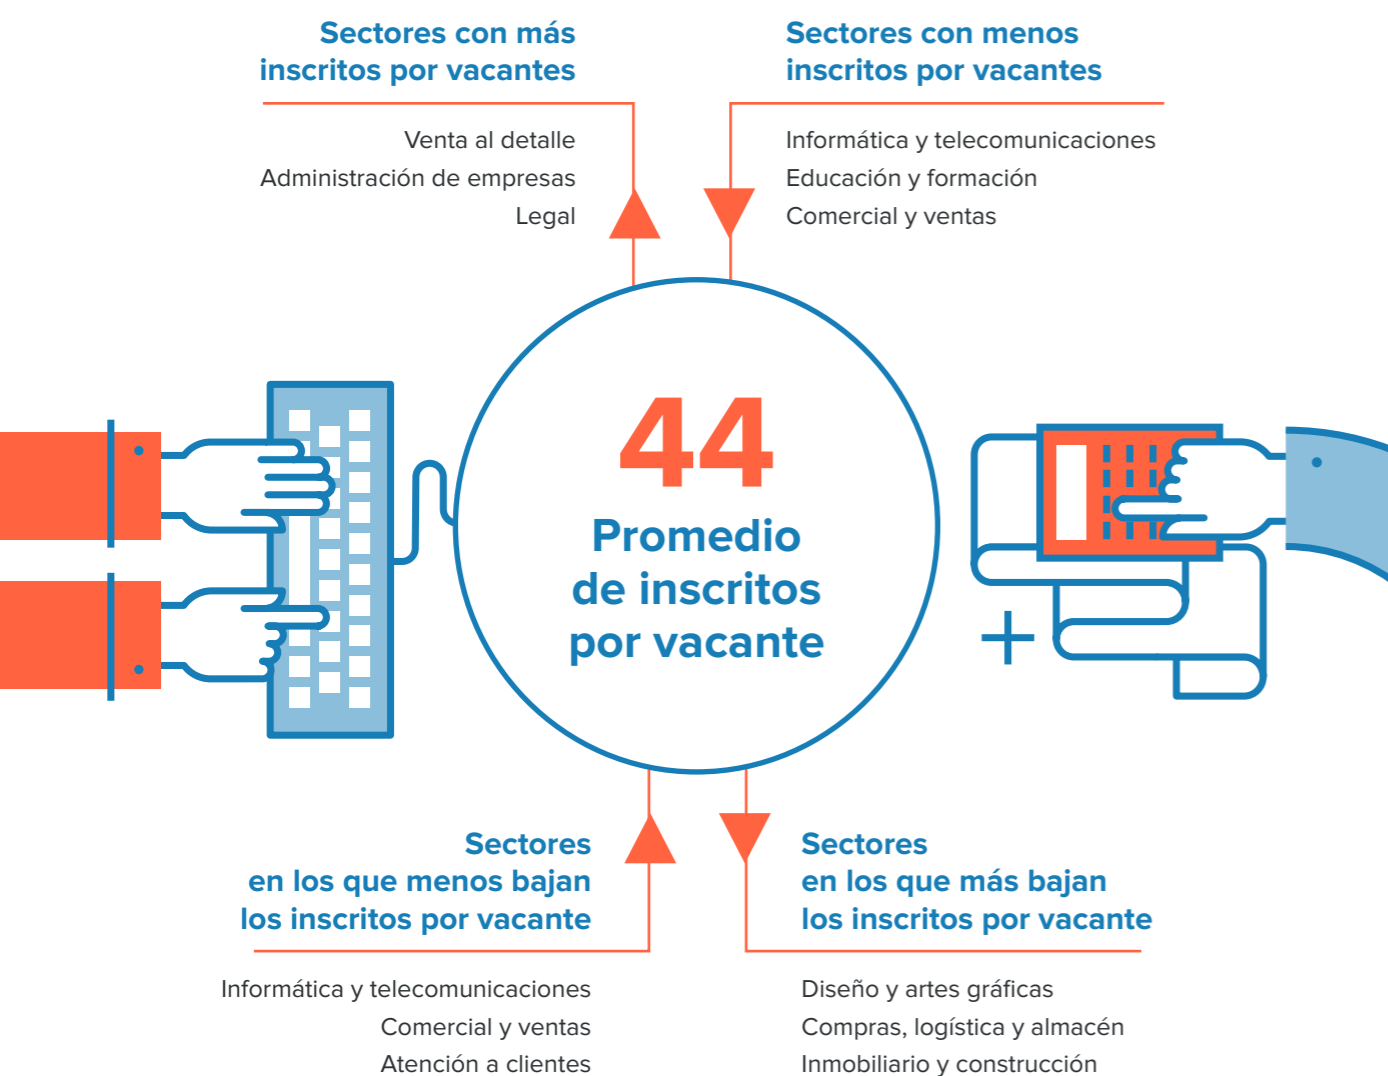 Sectores con más
inscritos por vacantes
Venta al detalle
Administración de empresas
Legal
Sectores con menos
inscritos por vacantes
Informática y telecomunicaciones
Educación y formación
Comercial y ventas
44
Promedio
de inscritos
por vacante
Sectores
en los que menos bajan
los inscritos por vacante
Informática y telecomunicaciones
Comercial y ventas
Atención a clientes
Sectores
en los que más bajan
los inscritos por vacante
Diseño y artes gráficas
Compras, logística y almacén
Inmobiliario y construcción